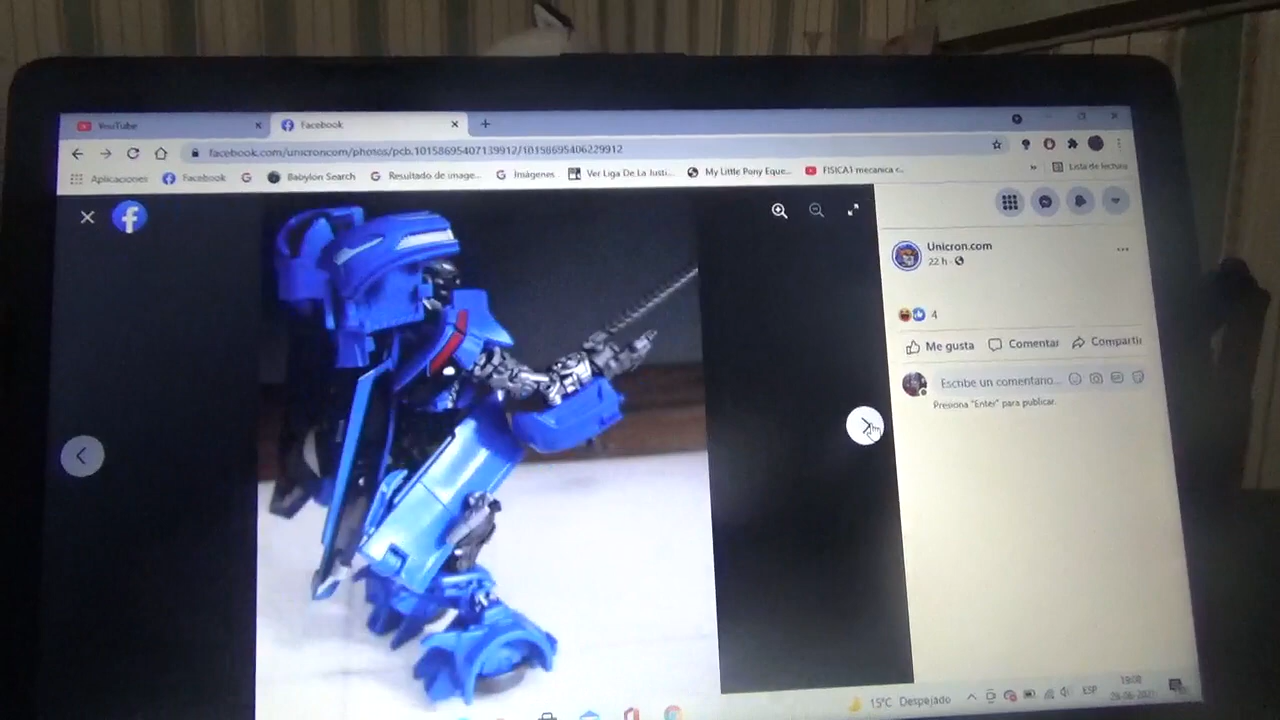 YouTube
Facebook
facebook.com/unicroncom/photos/pcb.10158695407139912/10158695406229912
Aplicaciones Facebook Babylon Search Resultado de image... Imágenes Ver Liga De La Justi... My Little Pony Eque... FISICA1 mecanica c... » Lista de lectura
Unicron.com
22 h
4
Me gusta Comentar Compartir
Escribe un comentario...
Presiona "Enter" para publicar.
15°C Despejado ESP